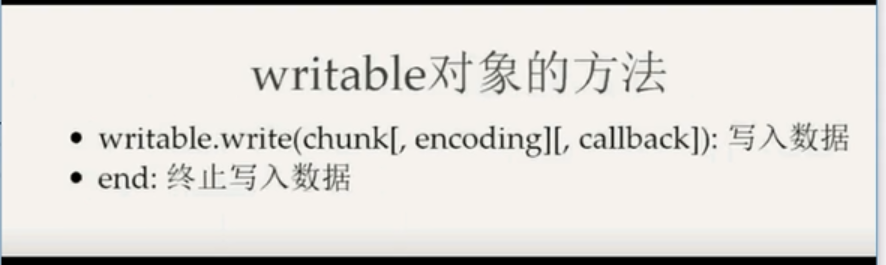 writable对象的方法
• writable.write(chunk[, encoding][, callback]): 写入数据
• end: 终止写入数据